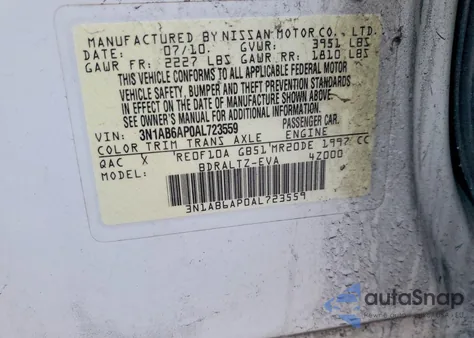 MANUFACTURED BY NISSAN MOTOR CO., LTD.
DATE: 07/10 GVWR: 3951 LBS
GAWR FR: 2227 LBS GAWR RR: 1810 LBS
THIS VEHICLE CONFORMS TO ALL APPLICABLE FEDERAL MOTOR
VEHICLE SAFETY, BUMPER AND THEFT PREVENTION STANDARDS
IN EFFECT ON THE DATE OF MANUFACTURE SHOWN ABOVE.
SEE OWNER'S MANUAL FOR ADDITIONAL INFORMATION.
VIN: 3N1AB6AP0AL723559 PASSENGER CAR.
COLOR TRIM TRANS AXLE ENGINE
QAC X RE0F10A GB51 MR20DE 1997 CC
MODEL: BDRALTZ-EVA 4Z000
3N1AB6AP0AL723559
autoSnap